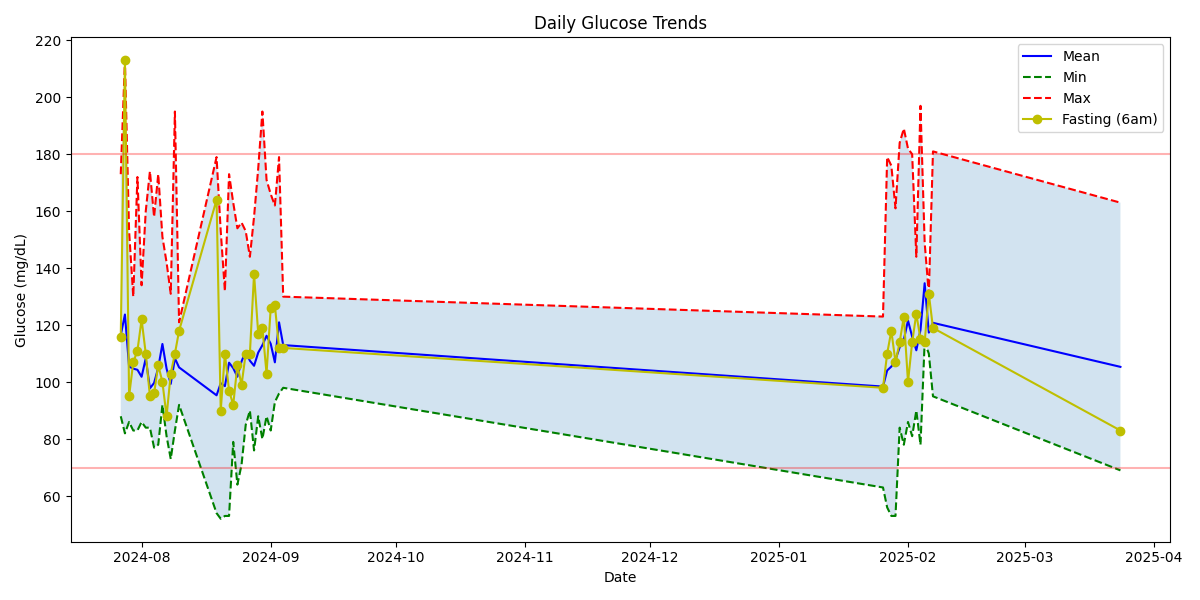 Daily Glucose Trends
Glucose (mg/dL)
220
200
180
160
140
120
100
80
60
Mean
Min
Max
Fasting (6am)
2024-08 2024-09 2024-10 2024-11 2024-12 2025-01 2025-02 2025-03 2025-04
Date